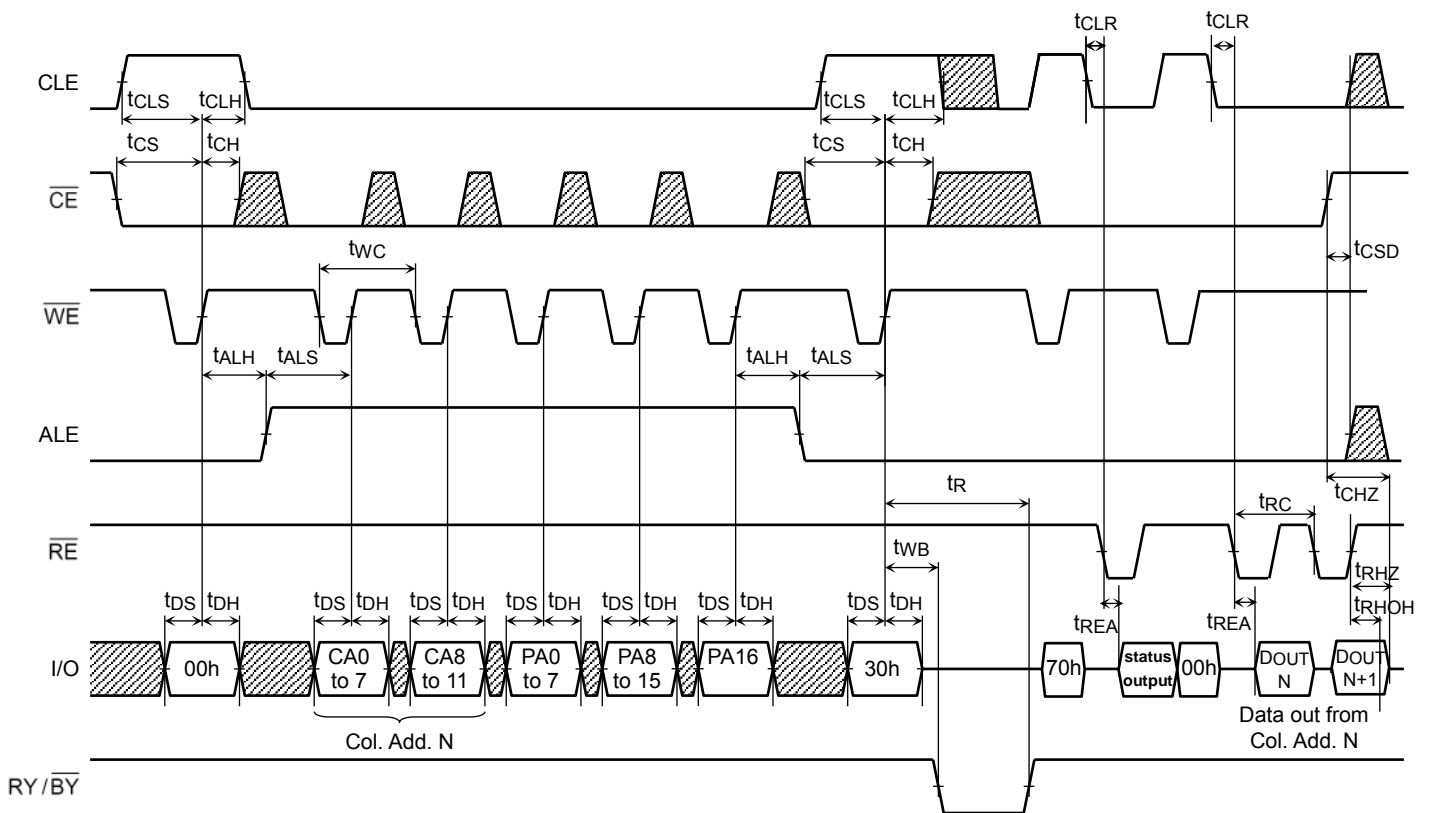 tCLR tCLR
CLE
tCLS tCLH tCLS tCLH
tCS tCH tCS tCH
CE
tWC tCSD
WE
tALH tALS tALH tALS
ALE
tR tCHZ
tRC
RE
tWB
tRHZ
tDS tDH tDS tDH tDS tDH tDS tDH tDS tDH tDS tDH tDS tDH tRHOH
tREA tREA
I/O
00h
CA0
to 7
CA8
to 11
PA0
to 7
PA8
to 15
PA16
30h
70h
status
output
00h
DOUT
N
DOUT
N+1
Col. Add. N
Data out from
Col. Add. N
RY/BY